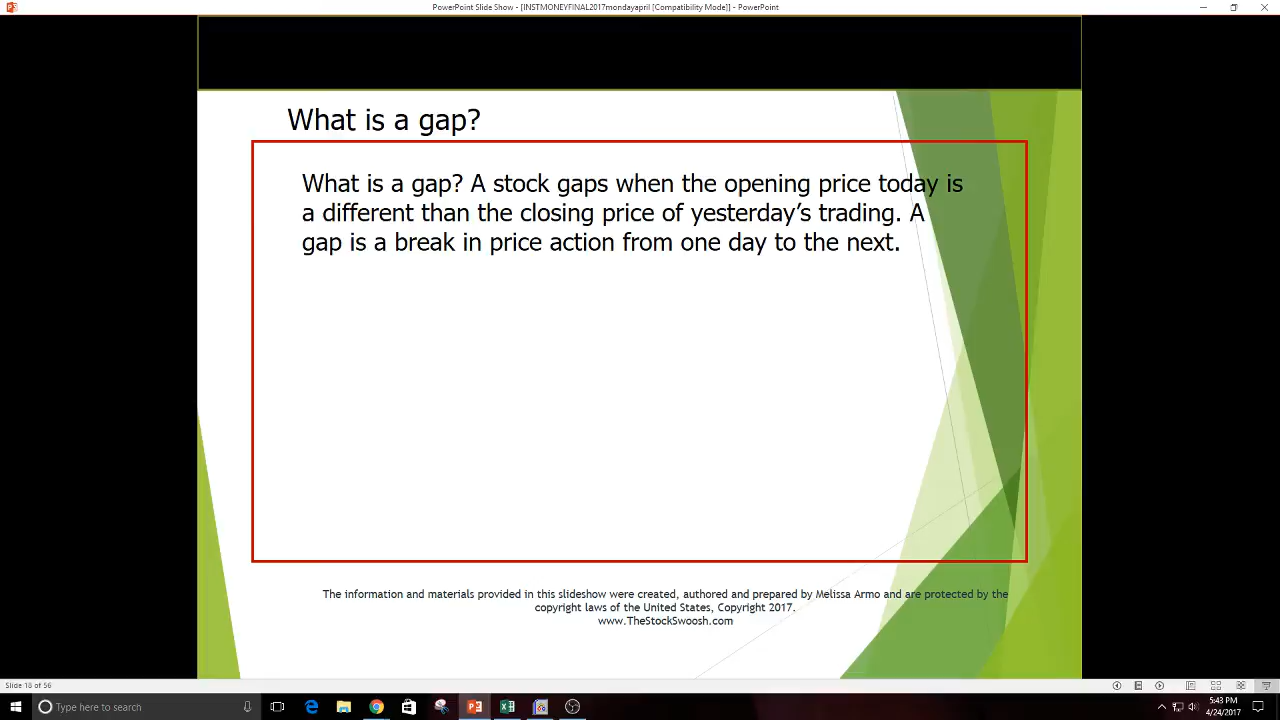 PowerPoint Slide Show - [INSTMONEYFINAL2017mondayapril [Compatibility Mode]] - PowerPoint
What is a gap?
What is a gap? A stock gaps when the opening price today is
a different than the closing price of yesterday’s trading. A
gap is a break in price action from one day to the next.
The information and materials provided in this slideshow were created, authored and prepared by Melissa Armo and are protected by the
copyright laws of the United States, Copyright 2017.
www.TheStockSwoosh.com
Slide 18 of 56
Type here to search
5:43 PM
4/24/2017